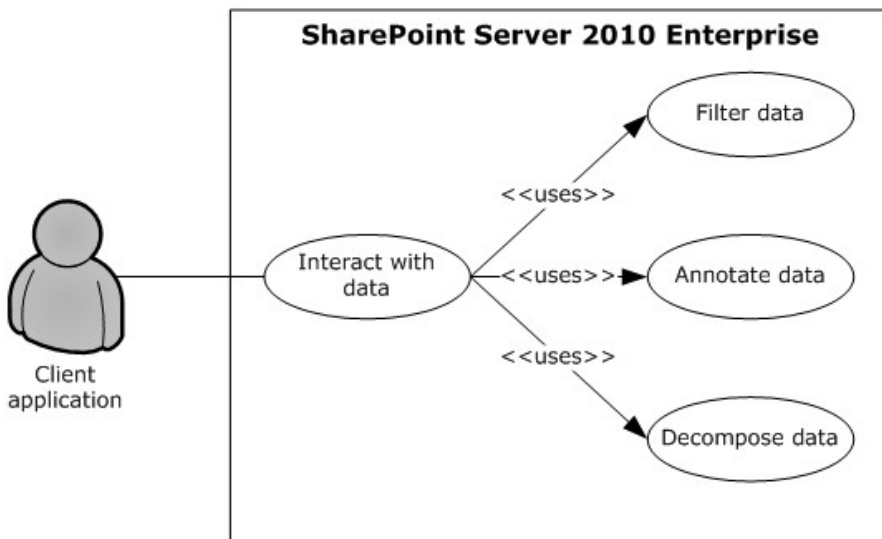 SharePoint Server 2010 Enterprise
Filter data
<<uses>>
Interact with
data
<<uses>>
Annotate data
<<uses>>
Client
application
Decompose data